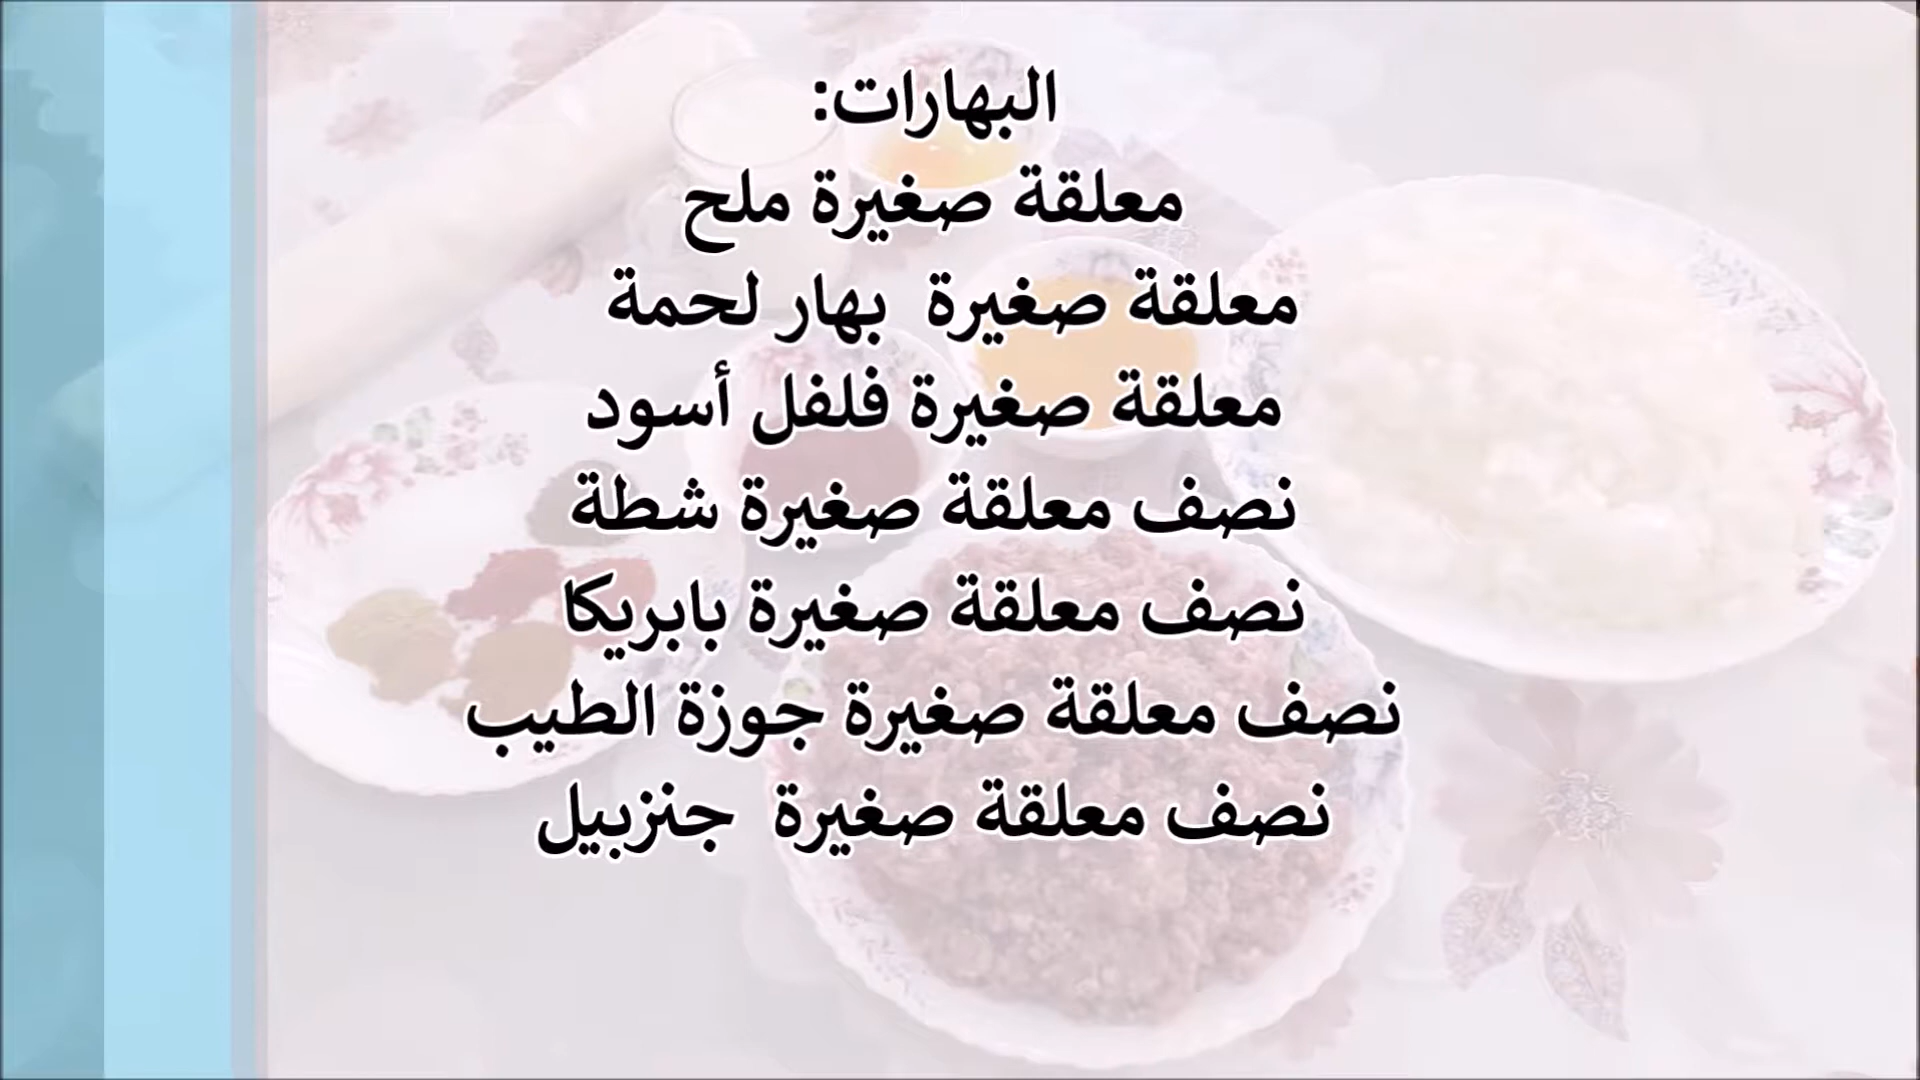 البهارات:
معلقة صغيرة ملح
معلقة صغيرة بهار لحمة
معلقة صغيرة فلفل أسود
نصف معلقة صغيرة شطة
نصف معلقة صغيرة بابريكا
نصف معلقة صغيرة جوزة الطيب
نصف معلقة صغيرة جنزبيل